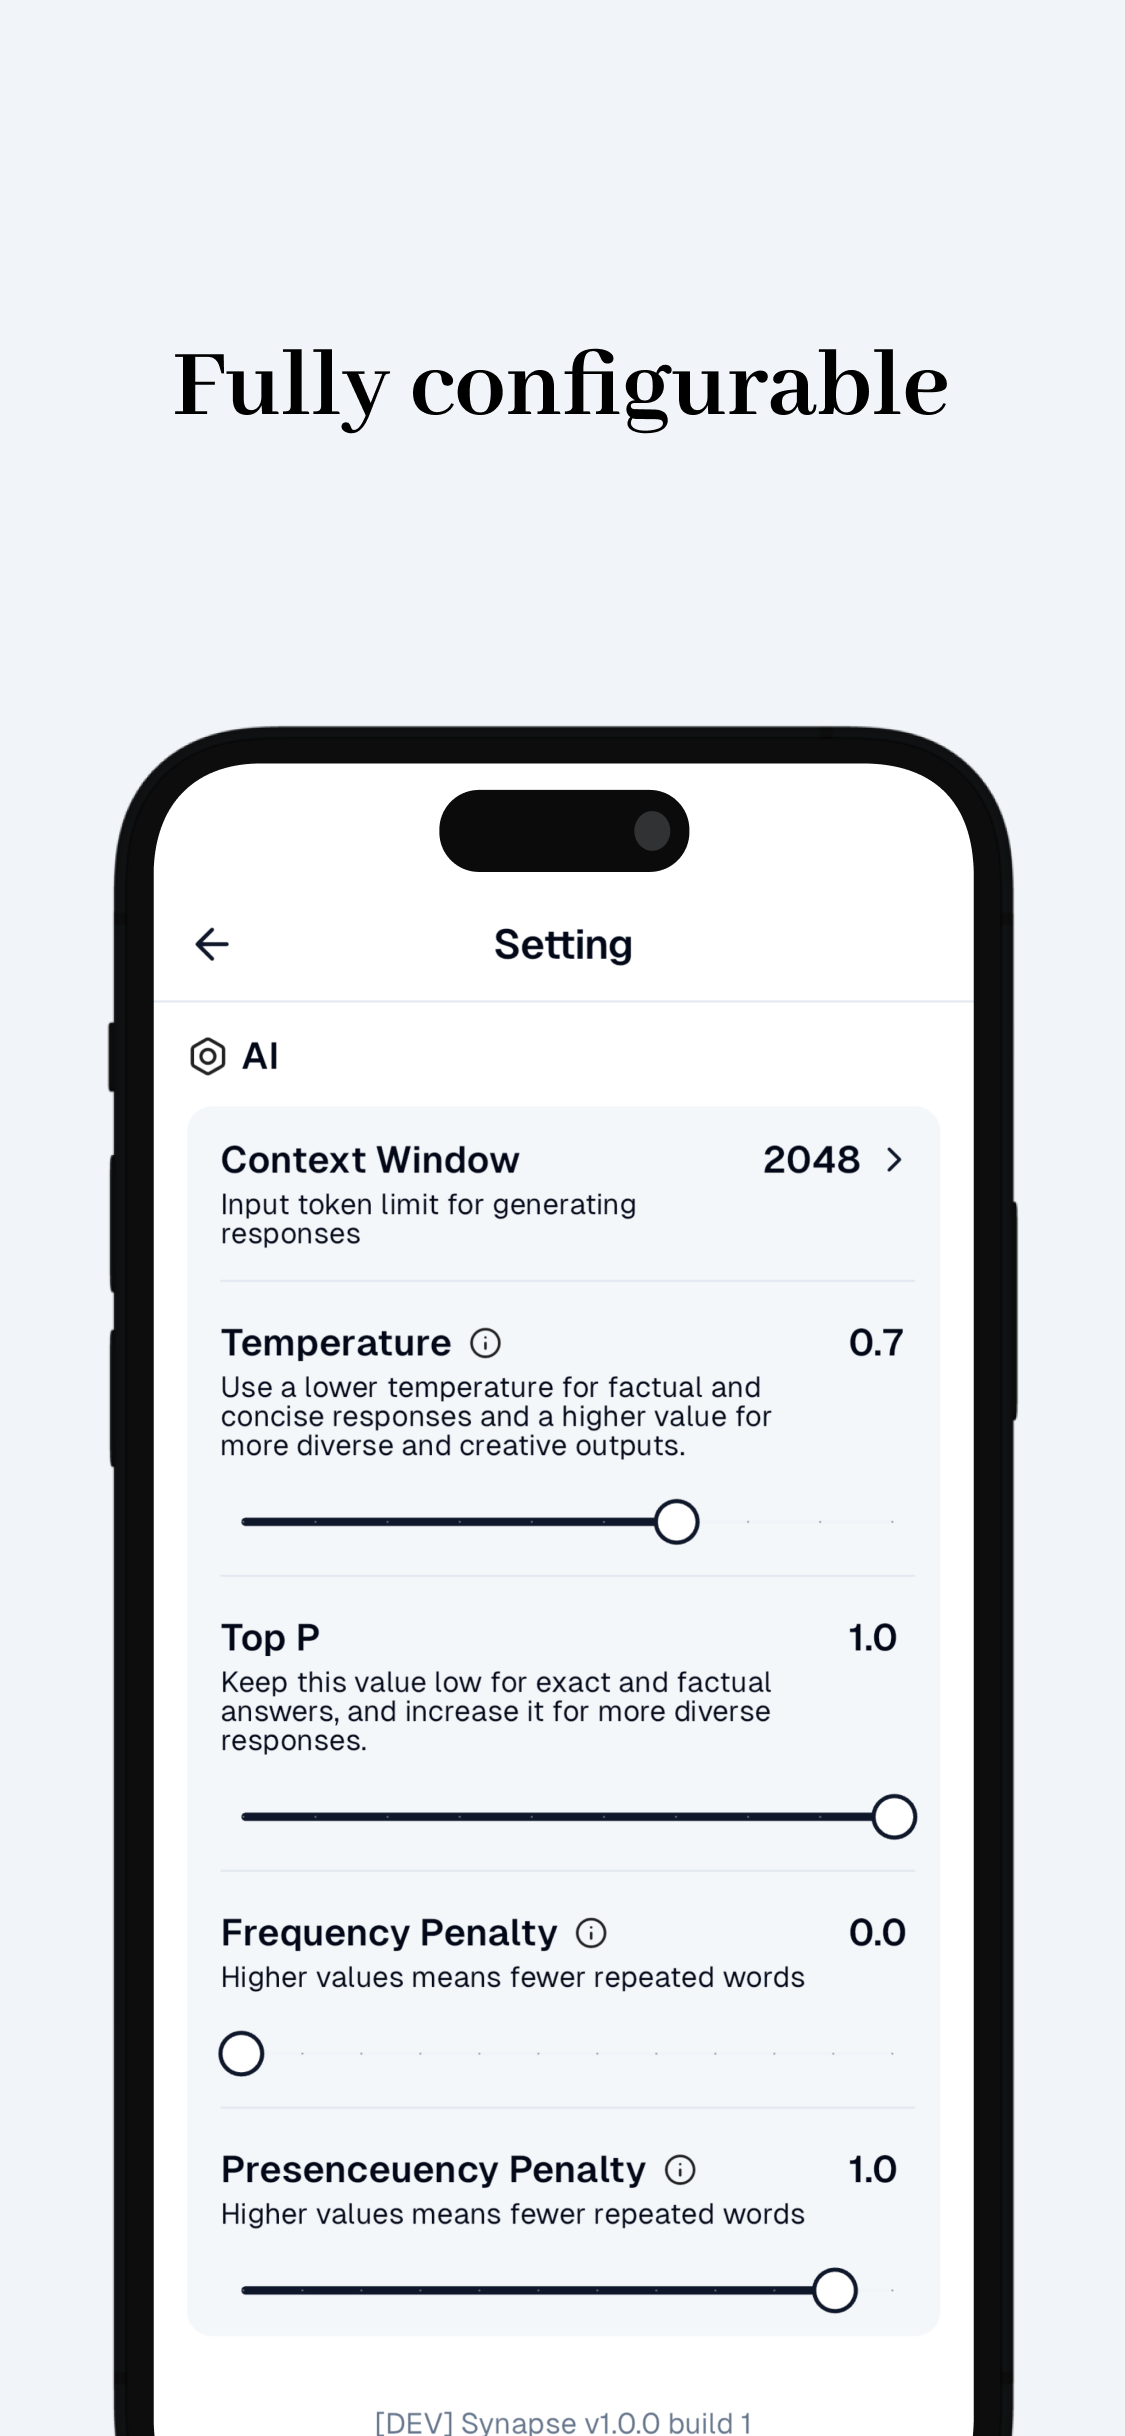 Fully configurable
Setting
AI
Context Window 2048
Input token limit for generating
responses
Temperature 0.7
Use a lower temperature for factual and
concise responses and a higher value for
more diverse and creative outputs.
Top P 1.0
Keep this value low for exact and factual
answers, and increase it for more diverse
responses.
Frequency Penalty 0.0
Higher values means fewer repeated words
Presenceuency Penalty 1.0
Higher values means fewer repeated words
[DEV] Synapse v1.0.0 build 1